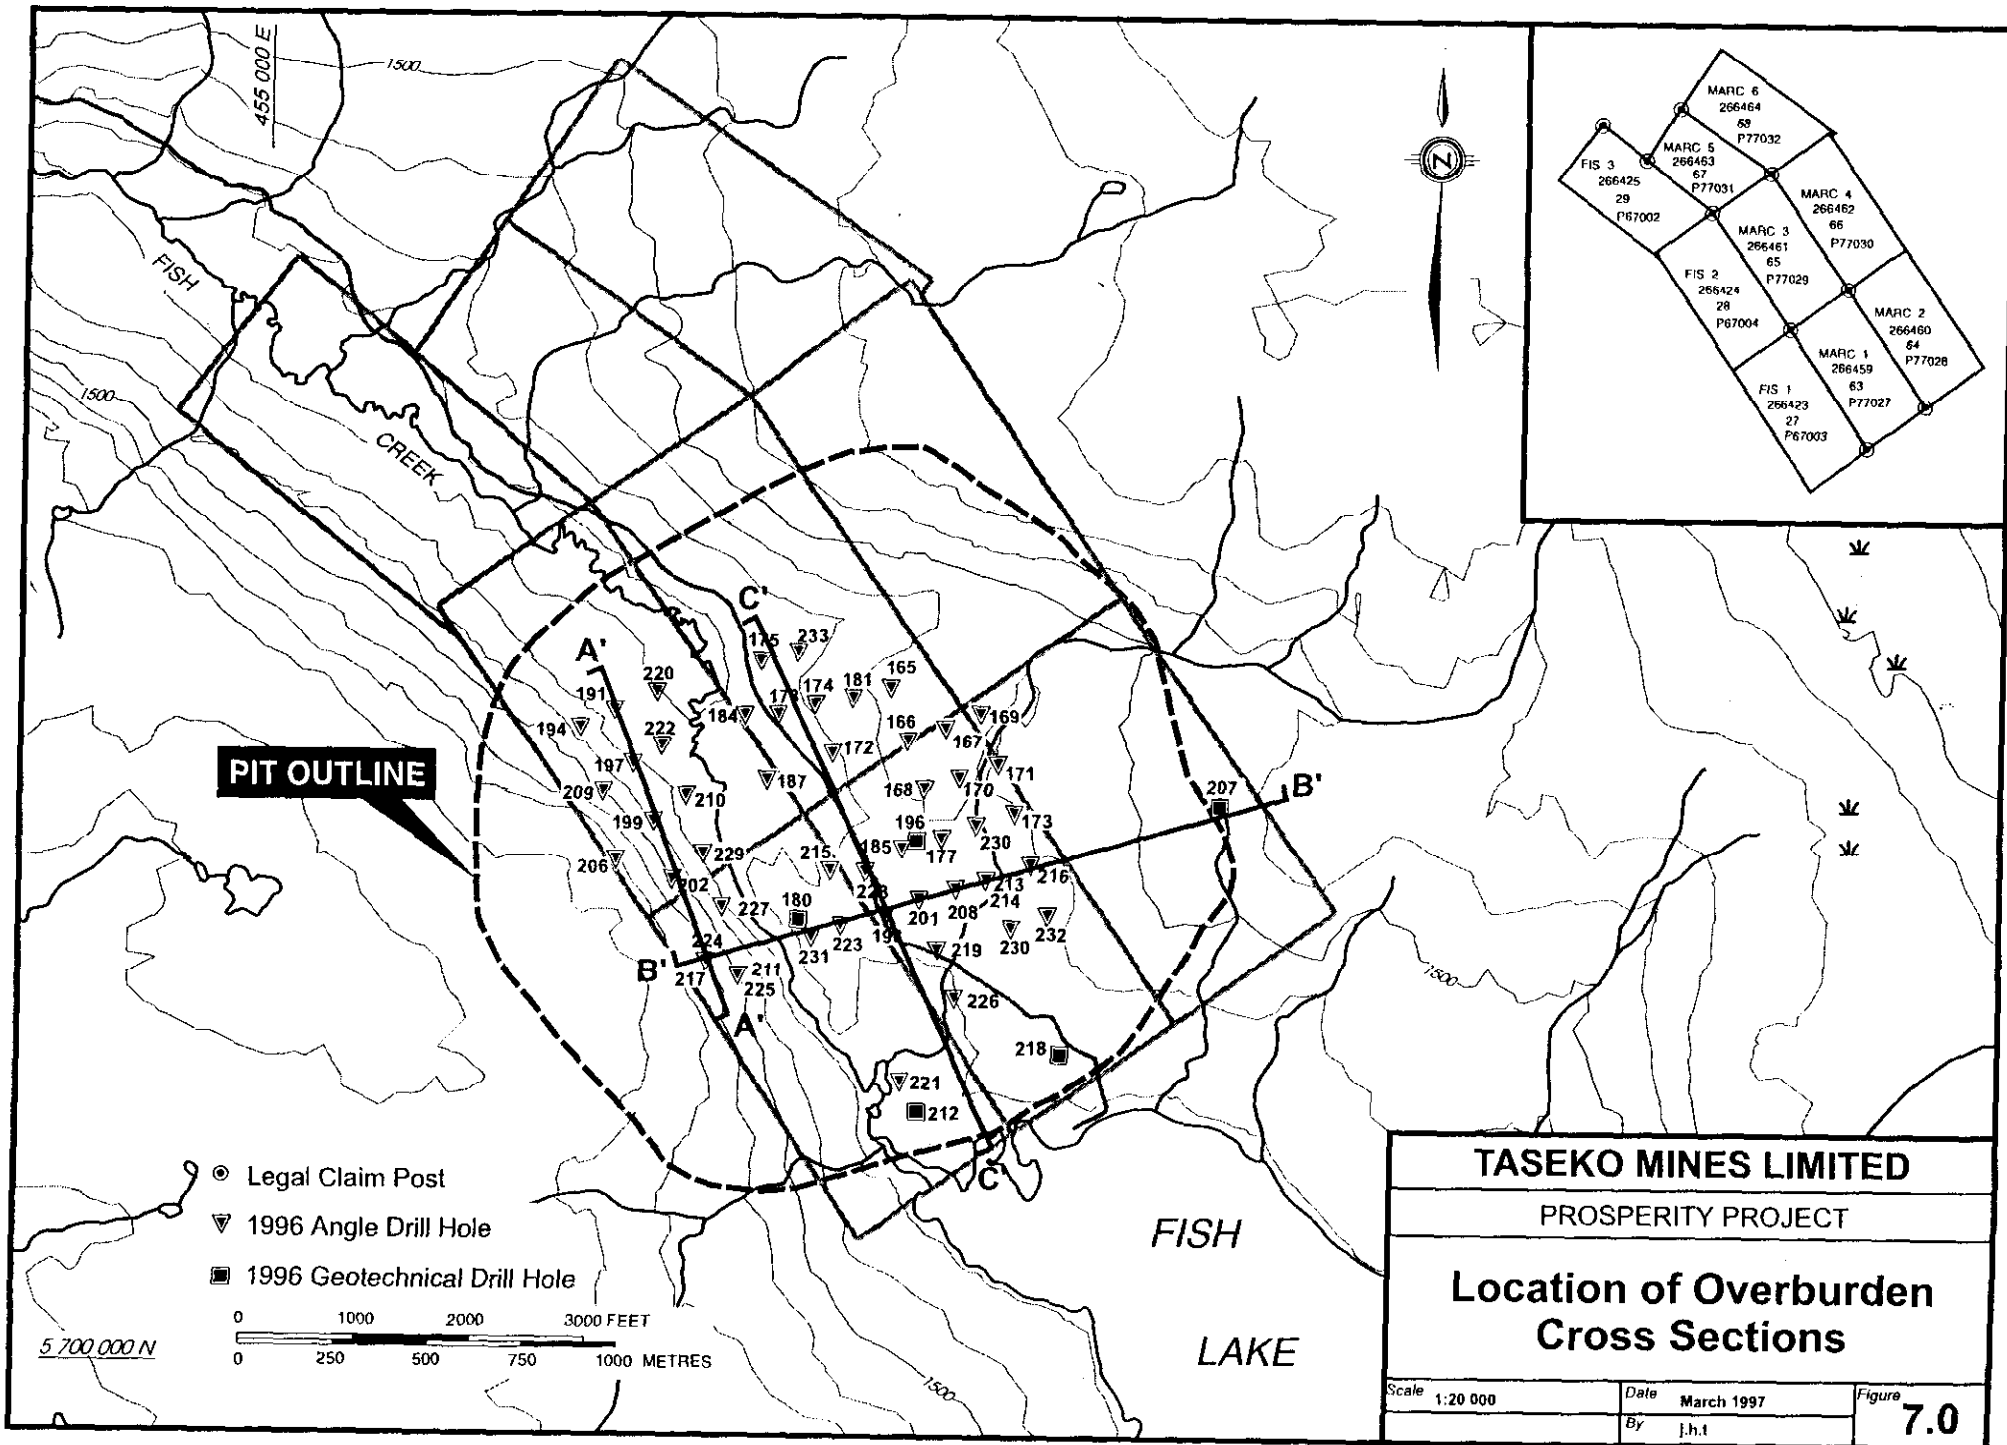 455 000 E
1500
FISH
CREEK
1500
C'
175
233
A'
220
174
181
165
191
184
169
194
222
166
167
172
197
187
171
209
210
168
170
207
B'
199
196
173
230
185
177
206
229
215
202
228
213
216
180
201
208
214
227
223
232
224
231
219
230
B'
217
211
225
226
1500
A'
218
221
212
C'
PIT OUTLINE
MARC 6
266464
68
P77032
MARC 5
266463
67
P77031
FIS 3
266425
29
P67002
MARC 4
266462
66
P77030
MARC 3
266461
65
P77029
FIS 2
266424
28
P67004
MARC 2
266460
64
P77028
MARC 1
266459
63
P77027
FIS 1
266423
27
P67003
N
Legal Claim Post
1996 Angle Drill Hole
1996 Geotechnical Drill Hole
0 1000 2000 3000 FEET
0 250 500 750 1000 METRES
5 700 000 N
1500
FISH
LAKE
TASEKO MINES LIMITED
PROSPERITY PROJECT
Location of Overburden
Cross Sections
Scale 1:20 000
Date March 1997
By j.h.t
Figure 7.0